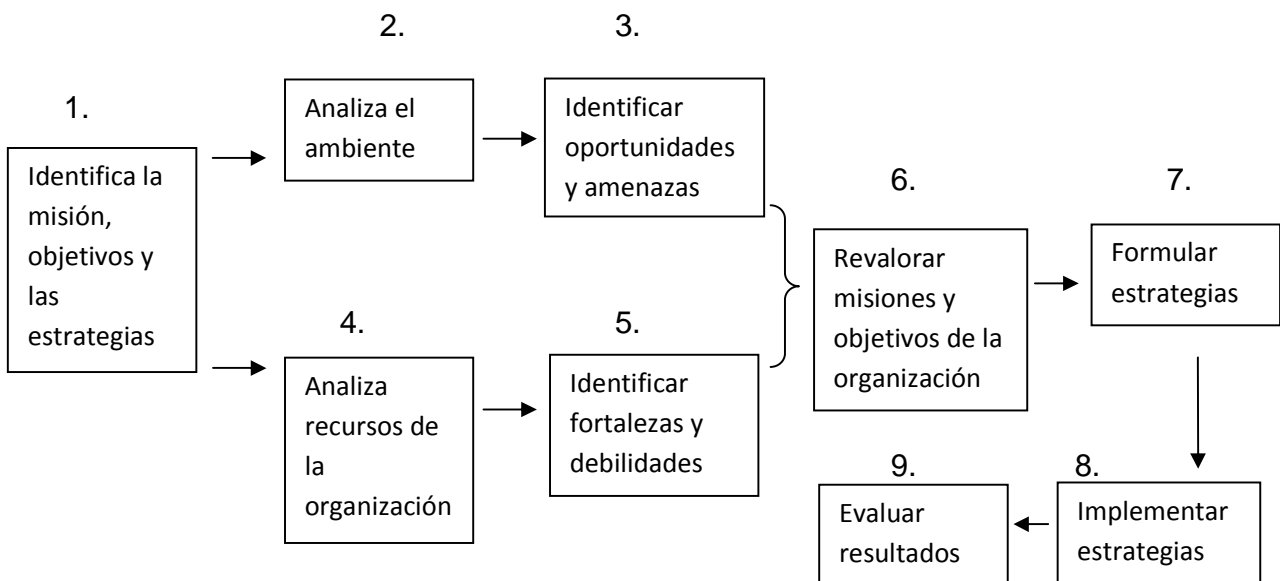 1.
Identifica la
misión,
objetivos y
las
estrategias
2.
Analiza el
ambiente
3.
Identificar
oportunidades
y amenazas
4.
Analiza
recursos de
la
organización
5.
Identificar
fortalezas y
debilidades
6.
Revalorar
misiones y
objetivos de la
organización
7.
Formular
estrategias
8.
Implementar
estrategias
9.
Evaluar
resultados